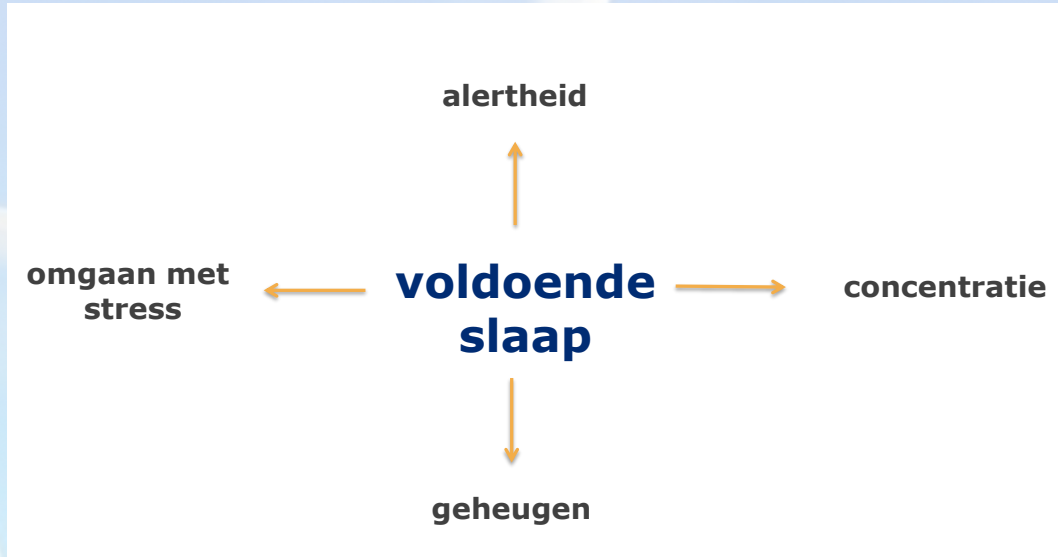 alertheid
omgaan met
stress
voldoende
slaap
concentratie
geheugen